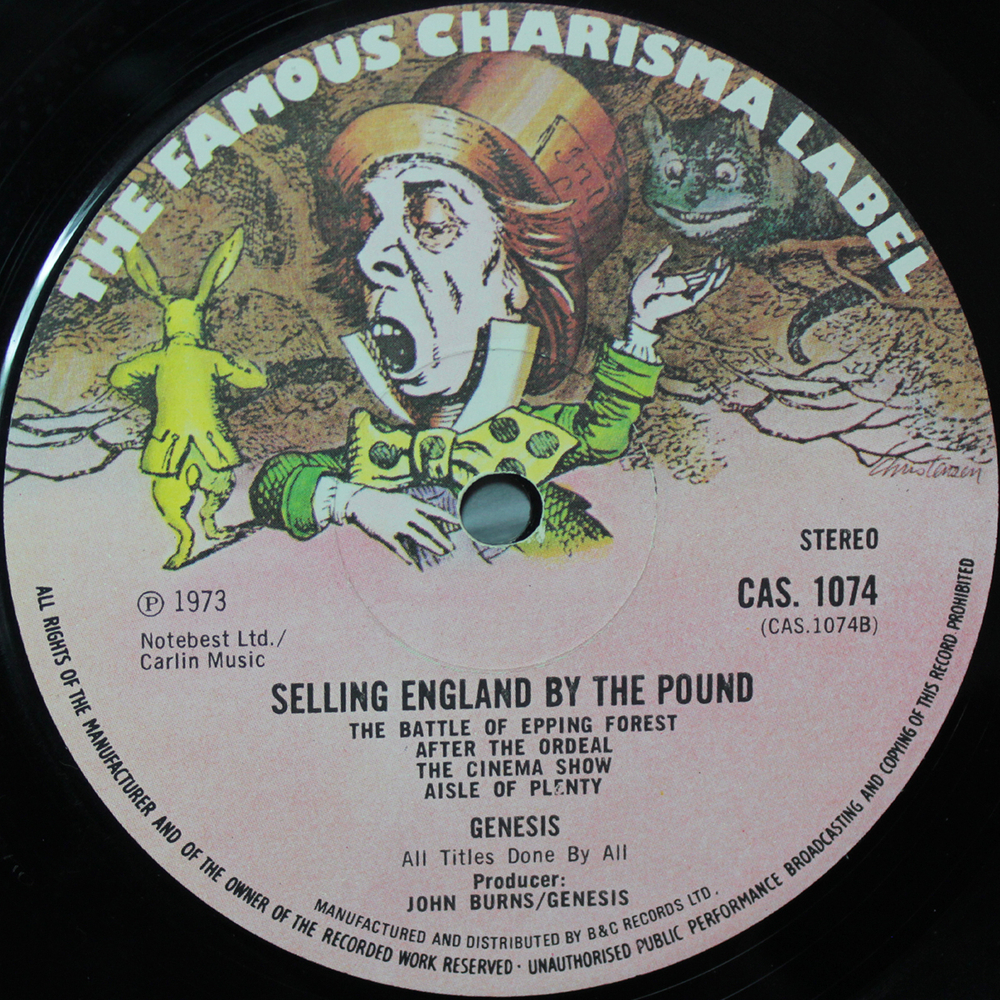 THE FAMOUS CHARISMA LABEL
Christensen
STEREO
℗ 1973
CAS. 1074
(CAS.1074B)
Notebest Ltd./
Carlin Music
SELLING ENGLAND BY THE POUND
THE BATTLE OF EPPING FOREST
AFTER THE ORDEAL
THE CINEMA SHOW
AISLE OF PLENTY
GENESIS
All Titles Done By All
Producer:
JOHN BURNS/GENESIS
MANUFACTURED AND DISTRIBUTED BY B&C RECORDS LTD.
ALL RIGHTS OF THE MANUFACTURER AND OF THE OWNER OF THE RECORDED WORK RESERVED · UNAUTHORISED PUBLIC PERFORMANCE BROADCASTING AND COPYING OF THIS RECORD PROHIBITED